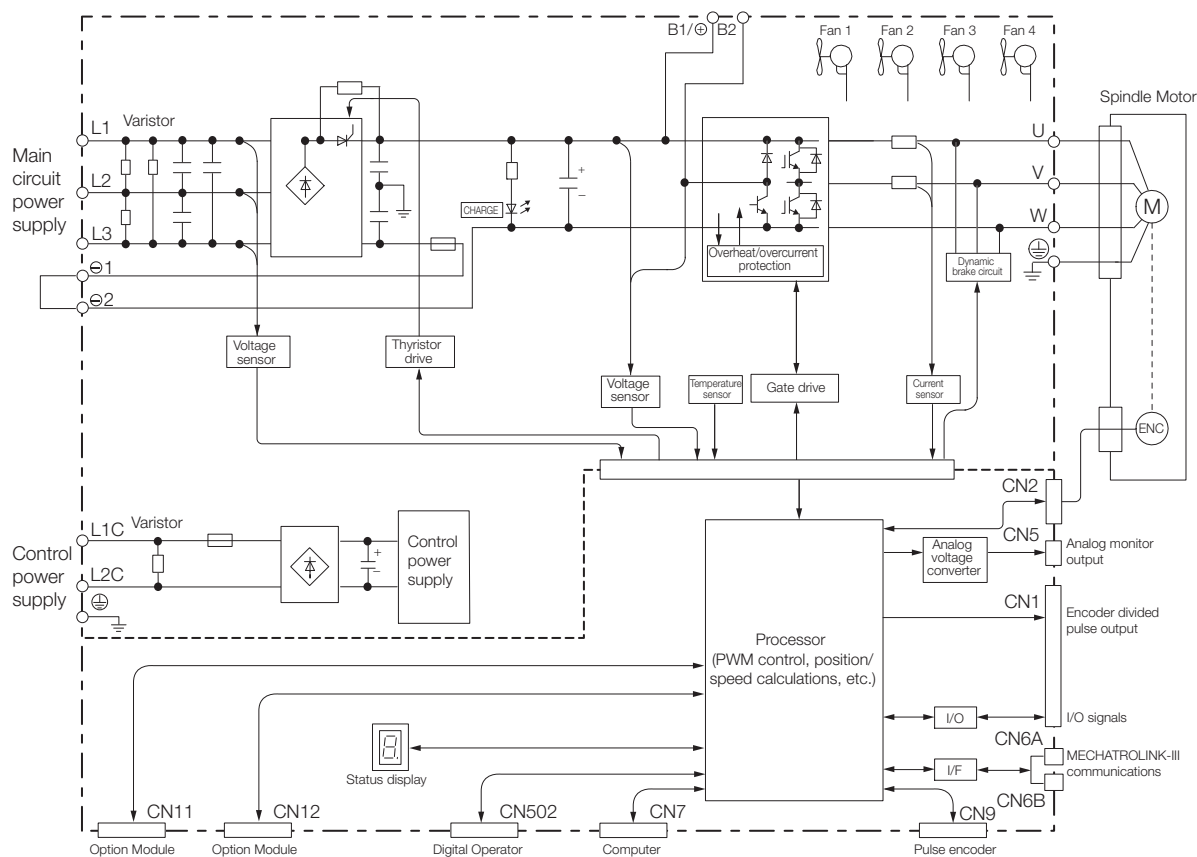 B1/⊕ B2
Fan 1
Fan 2
Fan 3
Fan 4
Spindle Motor
Main
circuit
power
supply
L1
Varistor
L2
L3
⊖1
⊖2
CHARGE
+
−
Overheat/overcurrent
protection
U
V
W
M
Dynamic
brake circuit
Voltage
sensor
Thyristor
drive
Voltage
sensor
Temperature
sensor
Gate drive
Current
sensor
ENC
Control
power
supply
L1C
Varistor
L2C
+
−
Control
power
supply
Processor
(PWM control, position/
speed calculations, etc.)
CN2
CN5
Analog
voltage
converter
Analog monitor
output
CN1
Encoder divided
pulse output
I/O
I/O signals
CN6A
I/F
MECHATROLINK-III
communications
CN6B
8.
Status display
CN11
Option Module
CN12
Option Module
CN502
Digital Operator
CN7
Computer
CN9
Pulse encoder